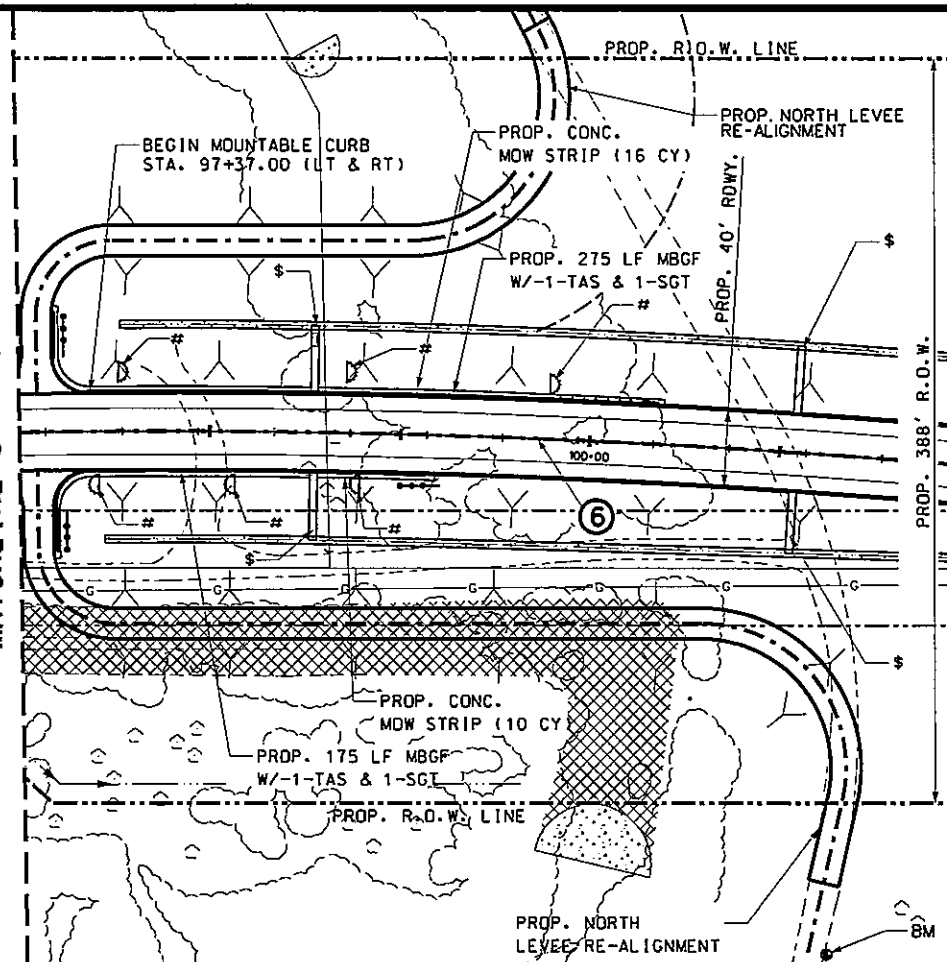 PROP. R.O.W. LINE
PROP. NORTH LEVEE
RE-ALIGNMENT
BEGIN MOUNTABLE CURB
STA. 97+37.00 (LT & RT)
PROP. CONC.
MOW STRIP (16 CY)
PROP. 40' RDWY.
$
$
PROP. 275 LF MBGF
W/-1-TAS & 1-SGT
#
#
#
PROP. 388' R.O.W.
100+00
6
#
#
#
$
G
G
G
G
G
G
G
$
PROP. CONC.
MOW STRIP (10 CY)
PROP. 175 LF MBGF
W/-1-TAS & 1-SGT
PROP. R.O.W. LINE
PROP. NORTH
LEVEE RE-ALIGNMENT
BM